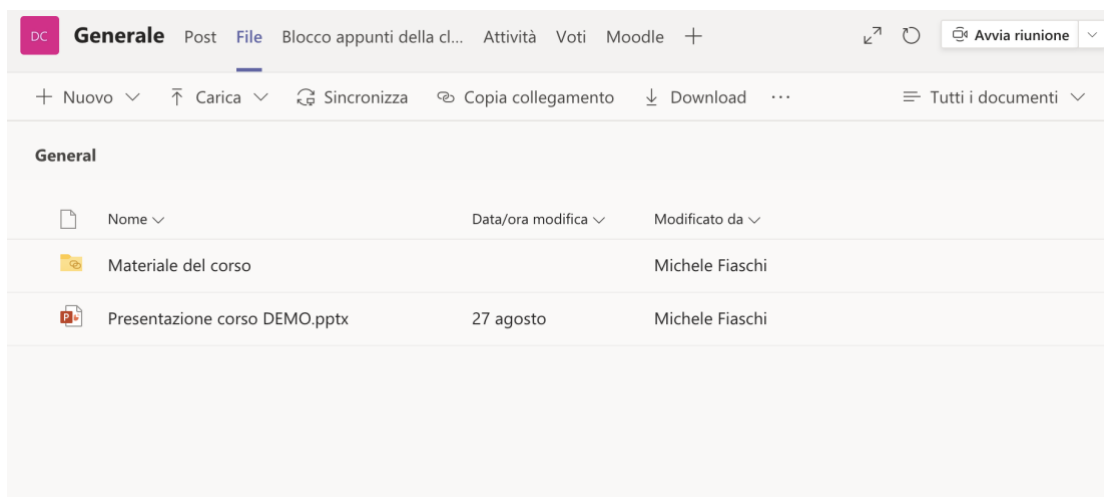 DC Generale Post File Blocco appunti della cl... Attività Voti Moodle + Avvia riunione
+ Nuovo Carica Sincronizza Copia collegamento Download ... Tutti i documenti
General
Nome Data/ora modifica Modificato da
Materiale del corso Michele Fiaschi
Presentazione corso DEMO.pptx 27 agosto Michele Fiaschi